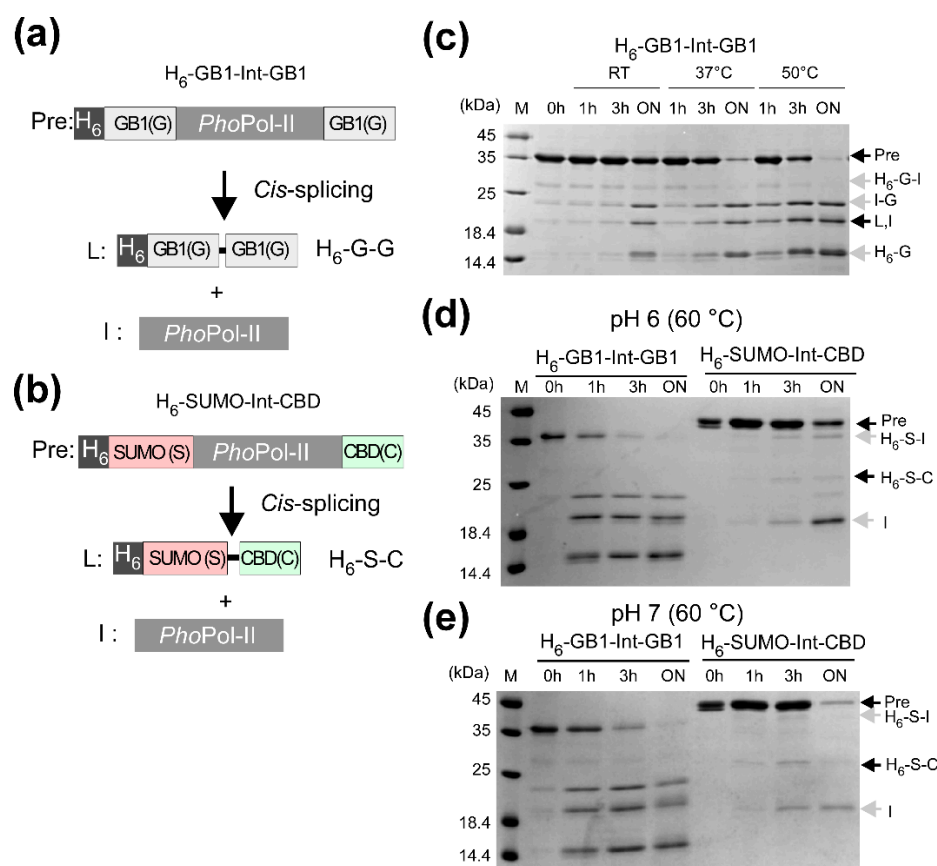 (a)
H6-GB1-Int-GB1
Pre: H6 GB1(G) PhoPol-II GB1(G)
Cis-splicing
L: H6 GB1(G) GB1(G) H6-G-G
+
I : PhoPol-II
(b)
H6-SUMO-Int-CBD
Pre: H6 SUMO (S) PhoPol-II CBD(C)
Cis-splicing
L: H6 SUMO (S) CBD(C) H6-S-C
+
I : PhoPol-II
(c)
H6-GB1-Int-GB1
RT 37°C 50°C
(kDa) M 0h 1h 3h ON 1h 3h ON 1h 3h ON
45
35 Pre
H6-G-I
25 I-G
L,I
18.4
H6-G
14.4
(d)
pH 6 (60 °C)
H6-GB1-Int-GB1 H6-SUMO-Int-CBD
(kDa) M 0h 1h 3h ON 0h 1h 3h ON
45
Pre
35 H6-S-I
25 H6-S-C
I
18.4
14.4
(e)
pH 7 (60 °C)
H6-GB1-Int-GB1 H6-SUMO-Int-CBD
(kDa) M 0h 1h 3h ON 0h 1h 3h ON
45 Pre
H6-S-I
35
25 H6-S-C
I
18.4
14.4